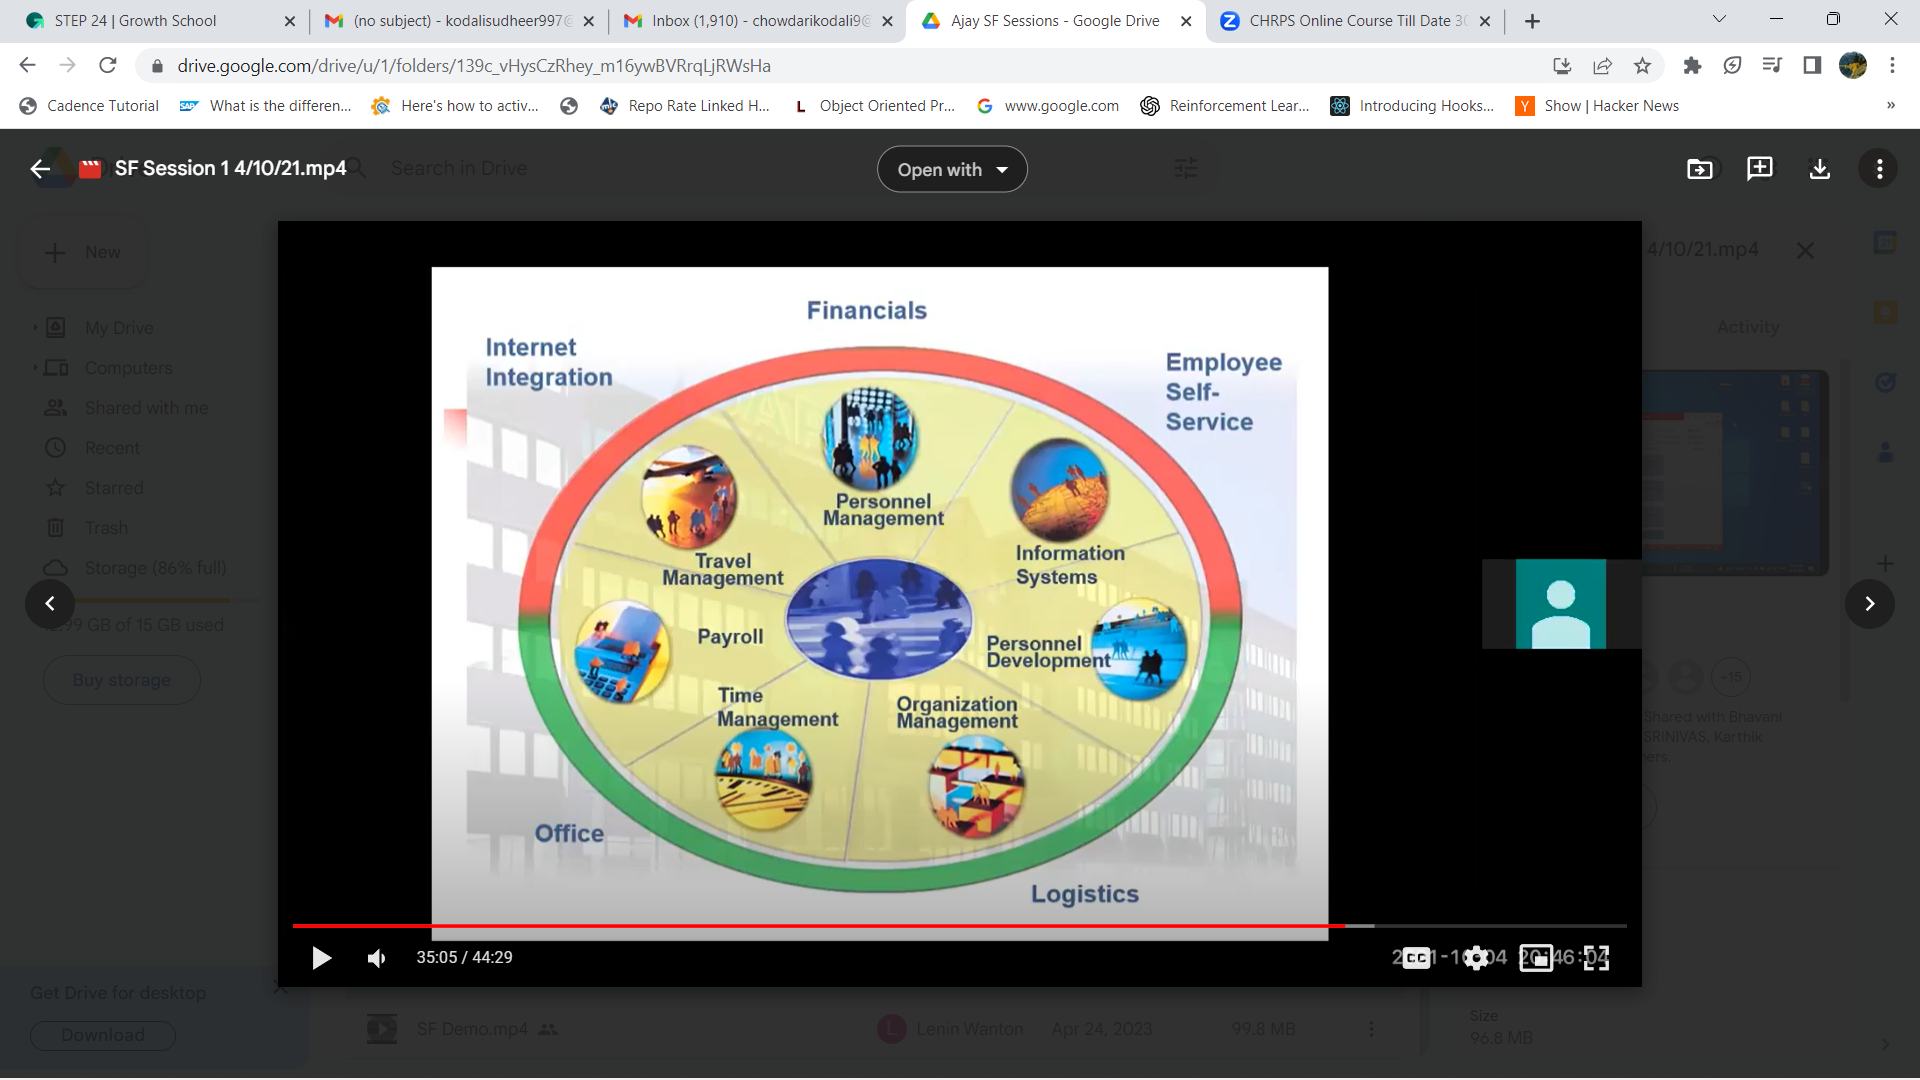 STEP 24 | Growth School
(no subject) - kodalisudheer997@
Inbox (1,910) - chowdarikodali9@
Ajay SF Sessions - Google Drive
CHRPS Online Course Till Date 30
drive.google.com/drive/u/1/folders/139c_vHysCzRhey_m16ywBVRrqLjRWsHa
Cadence Tutorial
What is the differen...
Here's how to activ...
Repo Rate Linked H...
Object Oriented Pr...
www.google.com
Reinforcement Lear...
Introducing Hooks...
Show | Hacker News
SF Session 1 4/10/21.mp4
Search in Drive
Open with
New
4/10/21.mp4
My Drive
Computers
Shared with me
Recent
Starred
Trash
Storage (86% full)
GB of 15 GB used
Buy storage
Activity
Financials
Internet
Integration
Employee
Self-
Service
Personnel
Management
Information
Systems
Travel
Management
Payroll
Personnel
Development
Time
Management
Organization
Management
Office
Logistics
+15
Shared with Bhavani
SRINIVAS, Karthik
35:05 / 44:29
CC
20:46:04
Get Drive for desktop
Download
SF Demo.mp4
Lenin Wanton
Apr 24, 2023
99.8 MB
Size
96.8 MB